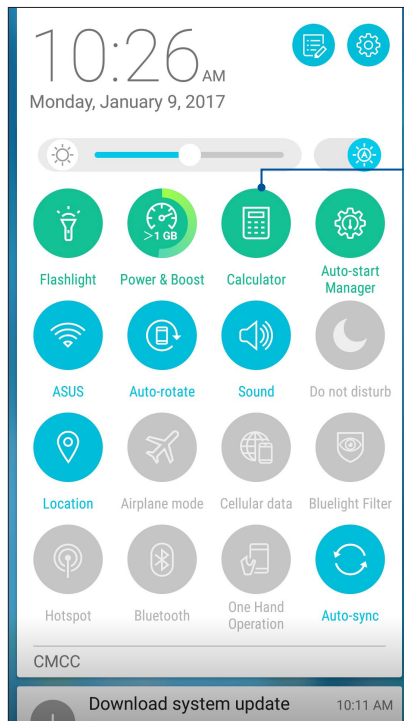 10:26 AM
Monday, January 9, 2017
A
>1 GB
Flashlight
Power & Boost
Calculator
Auto-start
Manager
ASUS
Auto-rotate
Sound
Do not disturb
Location
Airplane mode
Cellular data
Bluelight Filter
Hotspot
Bluetooth
One Hand
Operation
Auto-sync
CMCC
Download system update
10:11 AM